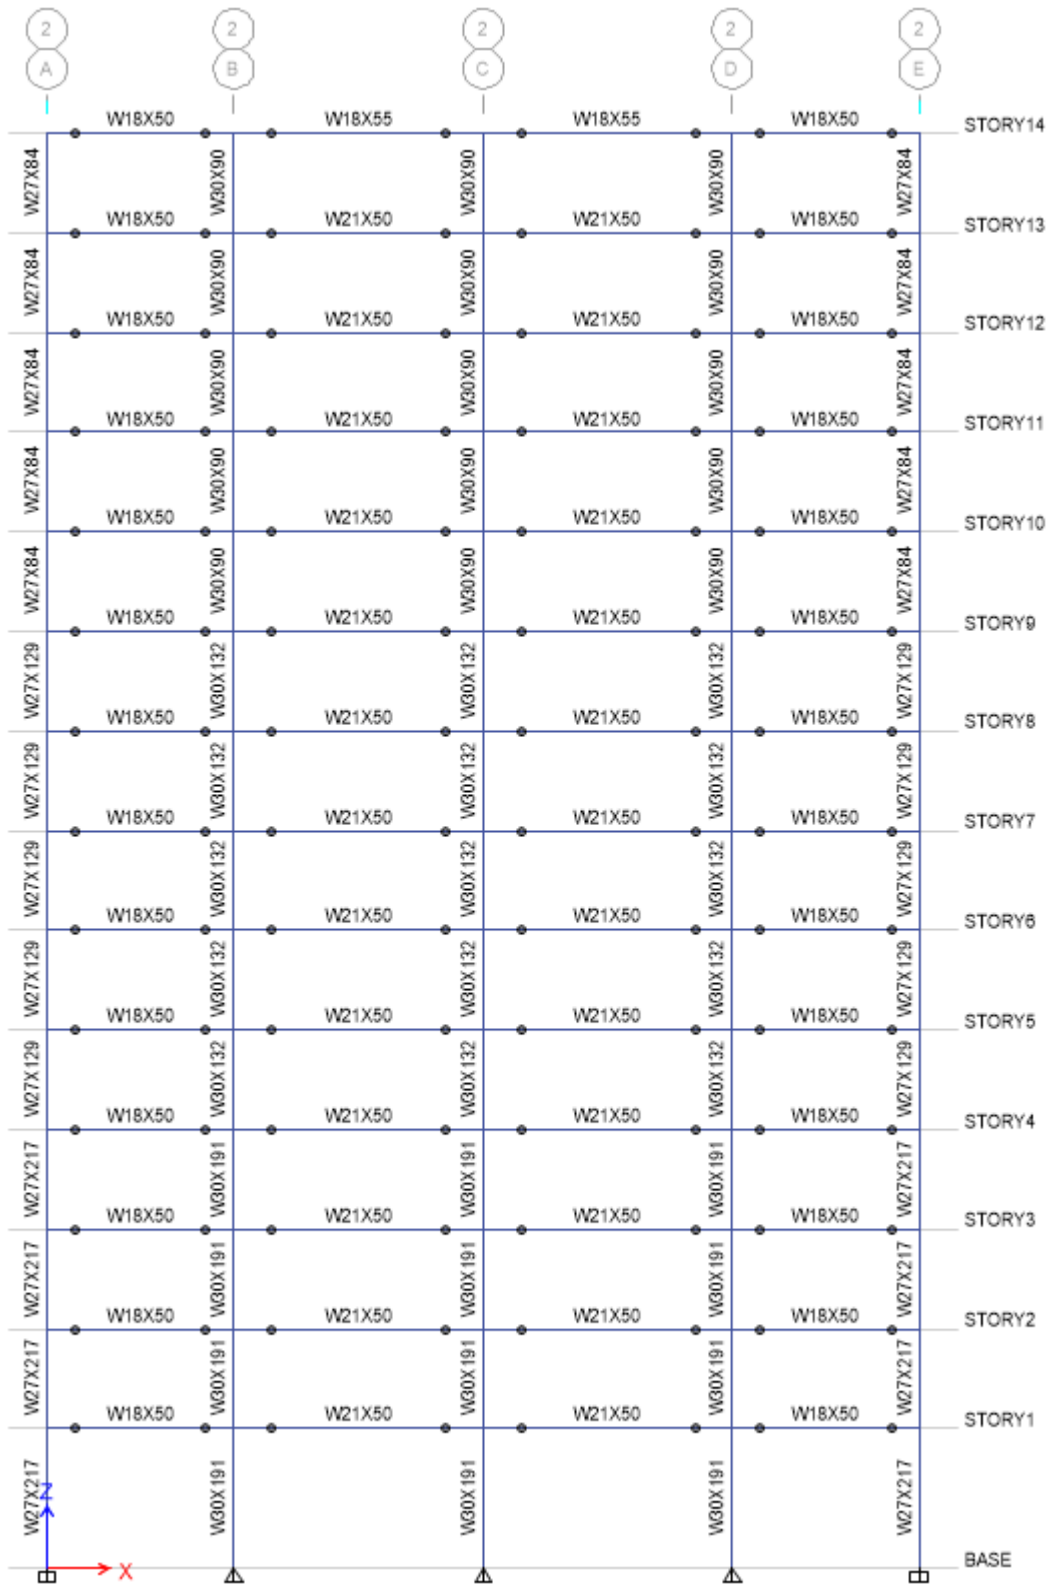 2 2 2 2 2
A B C D E
W18X50 W18X55 W18X55 W18X50 STORY14
W27X84 W30X90 W30X90 W30X90 W27X84
W18X50 W21X50 W21X50 W18X50 STORY13
W27X84 W30X90 W30X90 W30X90 W27X84
W18X50 W21X50 W21X50 W18X50 STORY12
W27X84 W30X90 W30X90 W30X90 W27X84
W18X50 W21X50 W21X50 W18X50 STORY11
W27X84 W30X90 W30X90 W30X90 W27X84
W18X50 W21X50 W21X50 W18X50 STORY10
W27X84 W30X90 W30X90 W30X90 W27X84
W18X50 W21X50 W21X50 W18X50 STORY9
W27X129 W30X132 W30X132 W30X132 W27X129
W18X50 W21X50 W21X50 W18X50 STORY8
W27X129 W30X132 W30X132 W30X132 W27X129
W18X50 W21X50 W21X50 W18X50 STORY7
W27X129 W30X132 W30X132 W30X132 W27X129
W18X50 W21X50 W21X50 W18X50 STORY6
W27X129 W30X132 W30X132 W30X132 W27X129
W18X50 W21X50 W21X50 W18X50 STORY5
W27X129 W30X132 W30X132 W30X132 W27X129
W18X50 W21X50 W21X50 W18X50 STORY4
W27X217 W30X191 W30X191 W30X191 W27X217
W18X50 W21X50 W21X50 W18X50 STORY3
W27X217 W30X191 W30X191 W30X191 W27X217
W18X50 W21X50 W21X50 W18X50 STORY2
W27X217 W30X191 W30X191 W30X191 W27X217
W18X50 W21X50 W21X50 W18X50 STORY1
W27X217 W30X191 W30X191 W30X191 W27X217
Z
X BASE